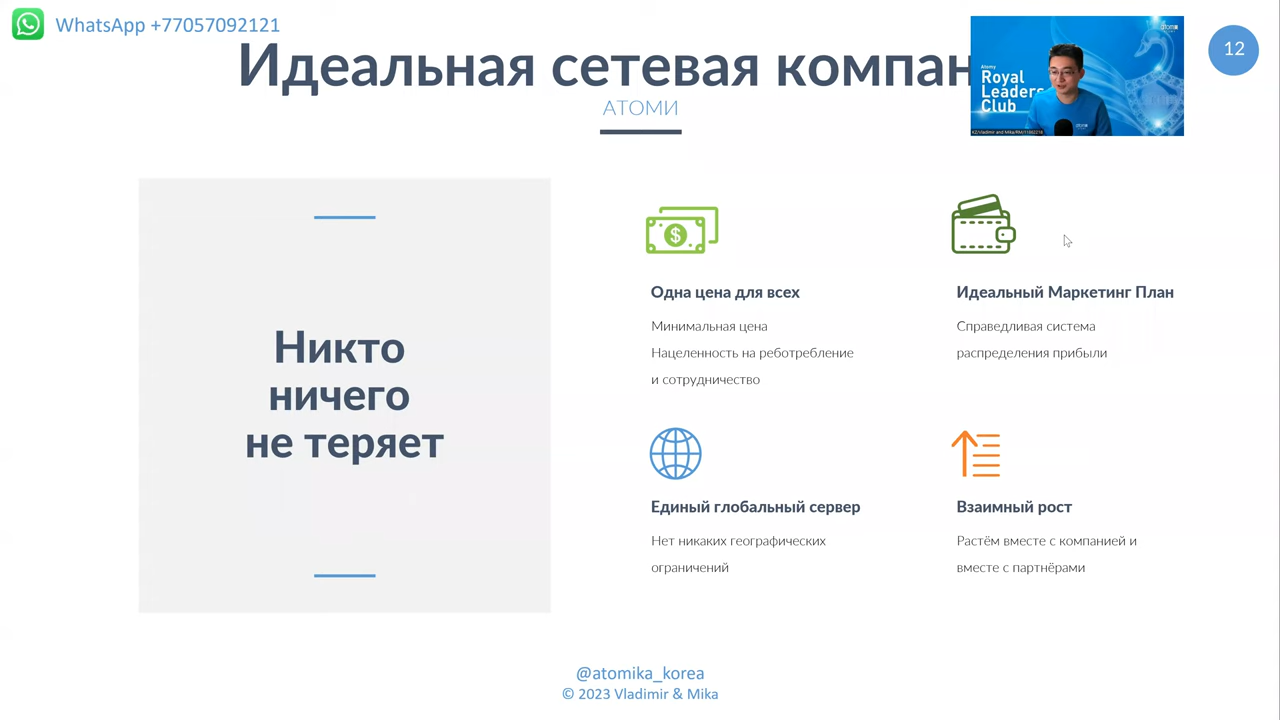 WhatsApp +77057092121
Идеальная сетевая компан
АТОМИ
12
Atomy
Royal
Leaders
Club
Никто
ничего
не теряет
Одна цена для всех
Минимальная цена
Нацеленность на реботребление
и сотрудничество
Идеальный Маркетинг План
Справедливая система
распределения прибыли
Единый глобальный сервер
Нет никаких географических
ограничений
Взаимный рост
Растём вместе с компанией и
вместе с партнёрами
@atomika_korea
© 2023 Vladimir & Mika